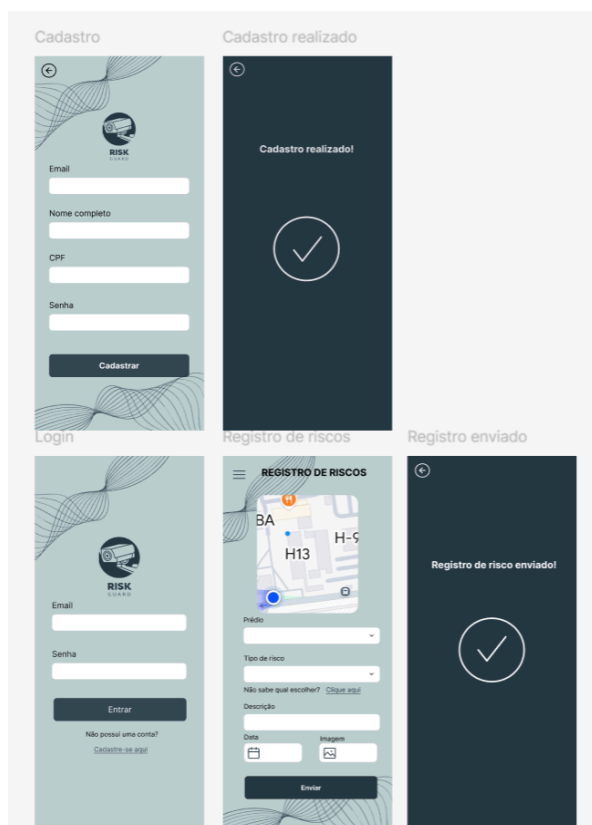 Cadastro
Cadastro realizado
RISK
GUARD
Email
Nome completo
CPF
Senha
Cadastrar
Cadastro realizado!
Login
Registro de riscos
Registro enviado
RISK
GUARD
Email
Senha
Entrar
Não possui uma conta?
Cadastre-se aqui
REGISTRO DE RISCOS
BA
H-9
H13
Prédio
Tipo de risco
Não sabe qual escolher? Clique aqui
Descrição
Data
Imagem
Enviar
Registro de risco enviado!